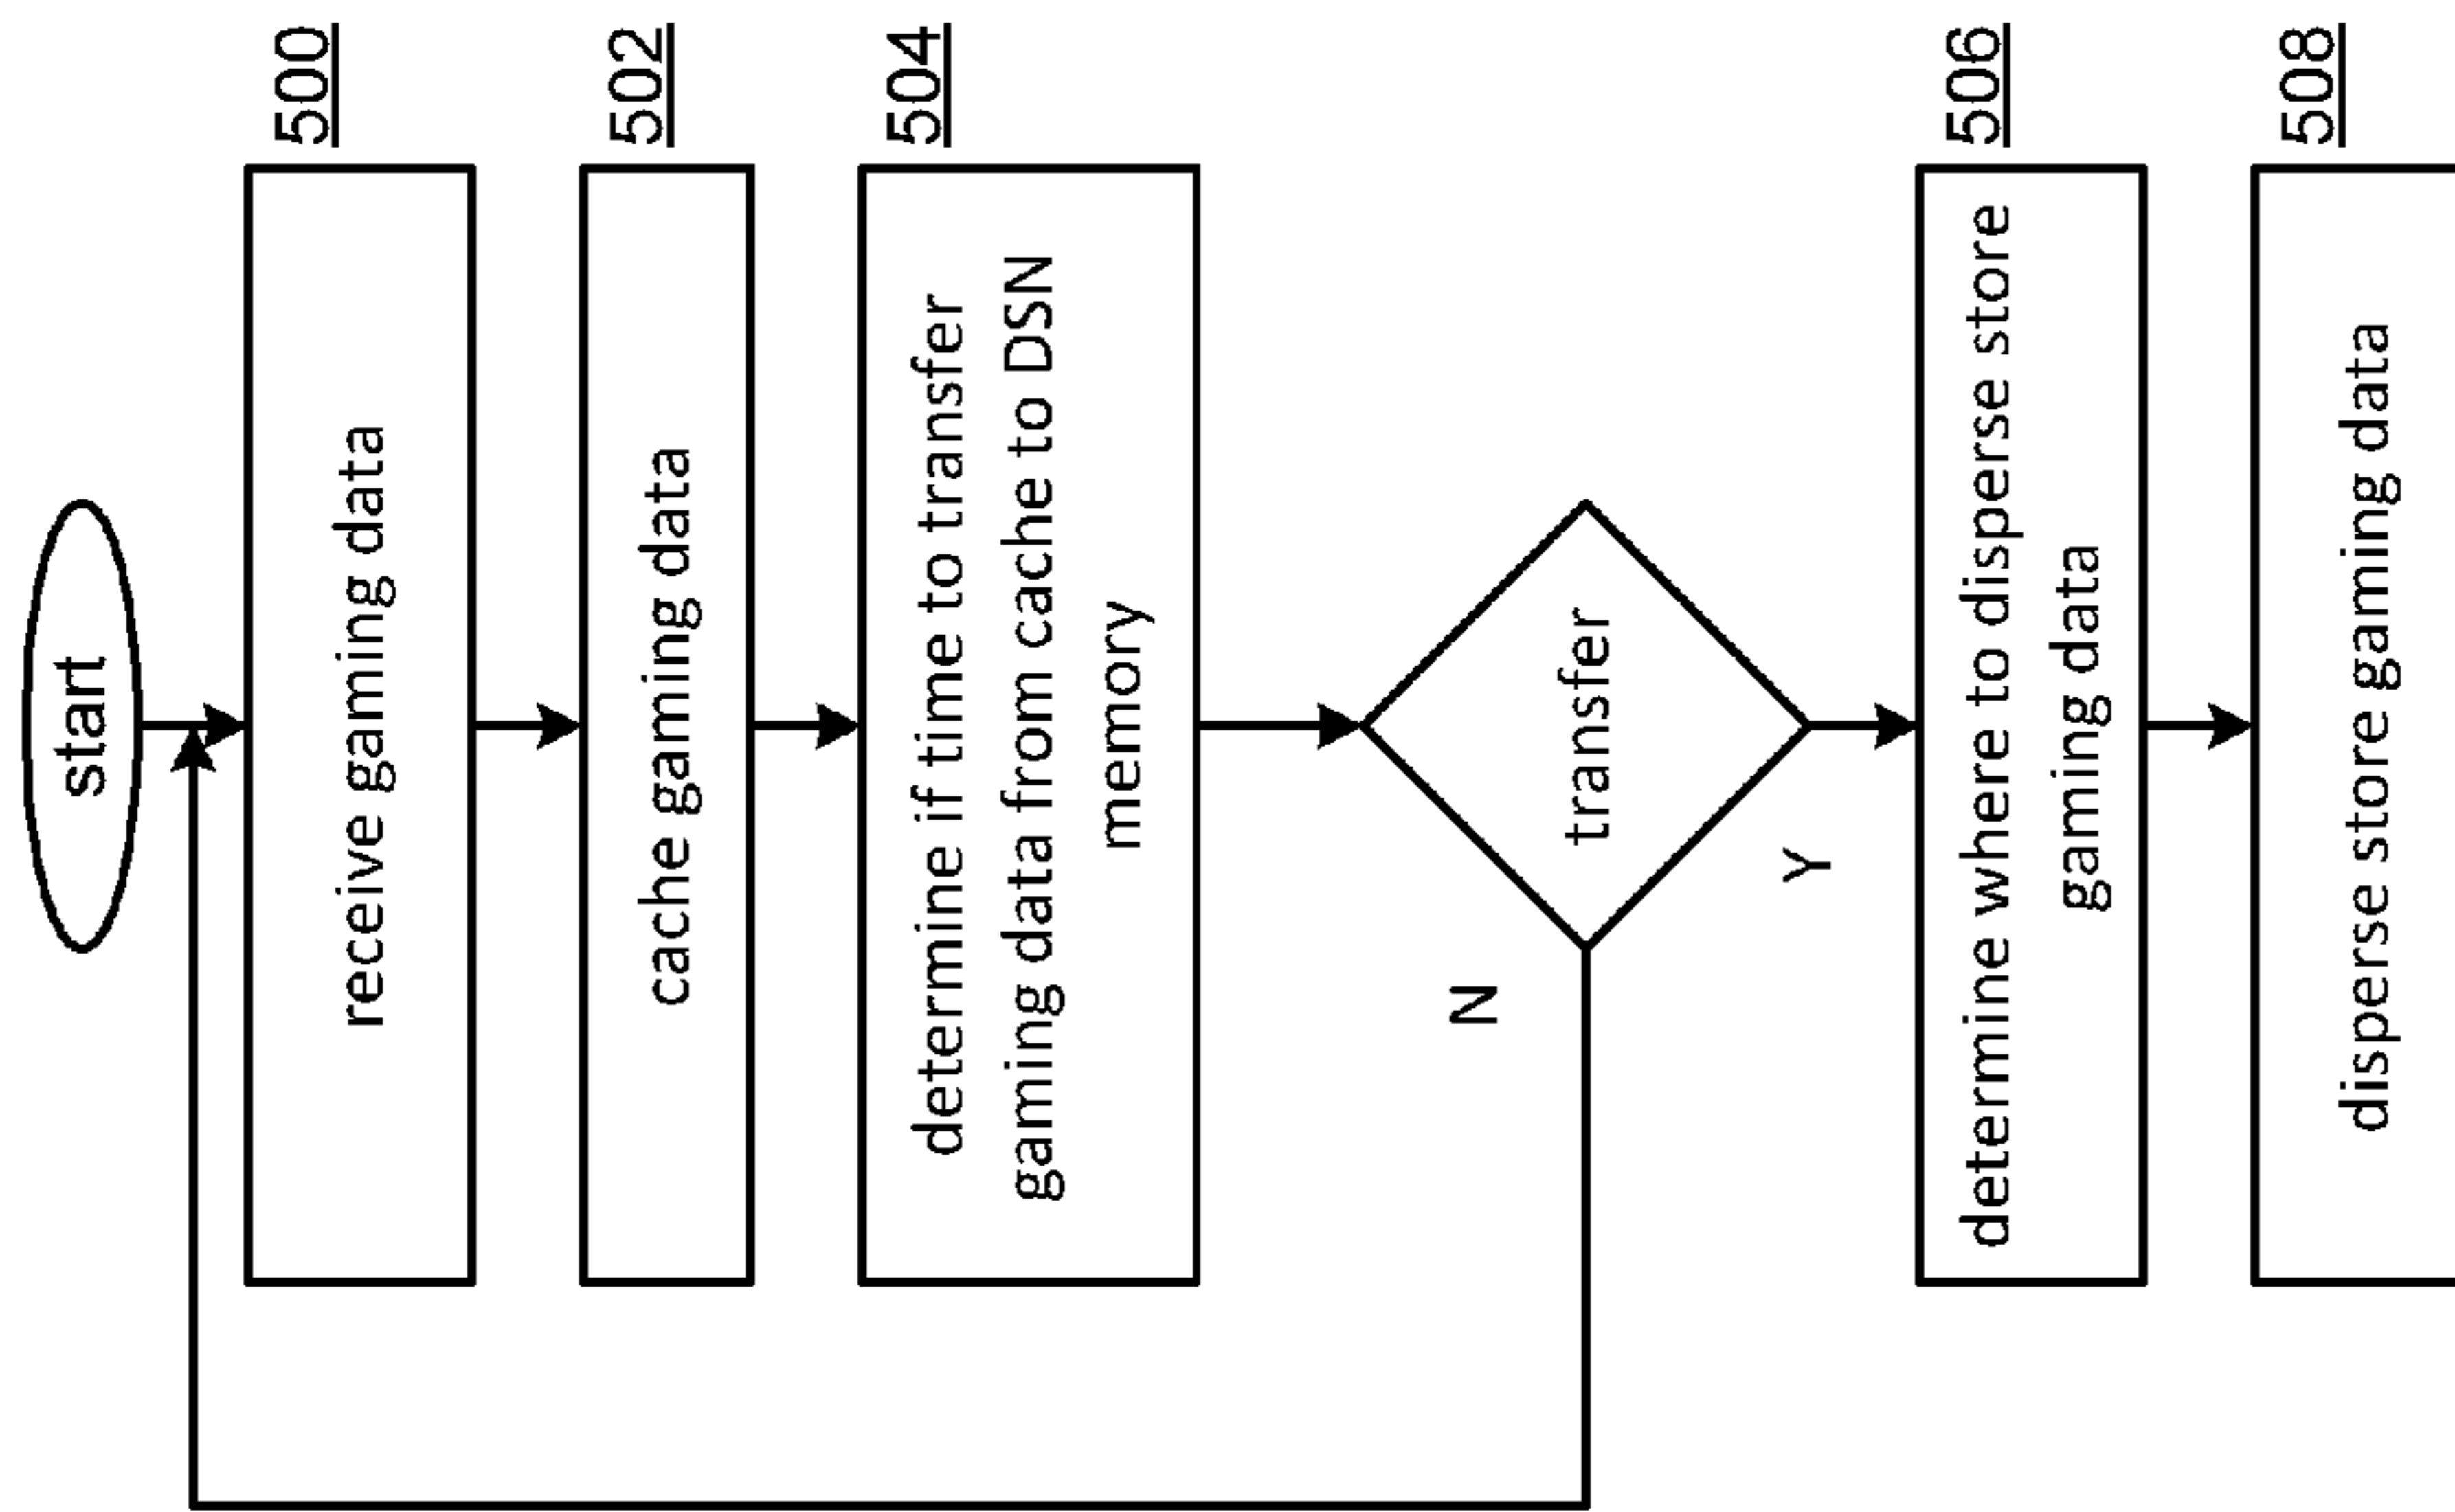 start
500
receive gaming data
502
cache gaming data
504
determine if time to transfer
gaming data from cache to DSN
memory
transfer
N
Y
506
determine where to disperse store
gaming data
508
disperse store gaming data